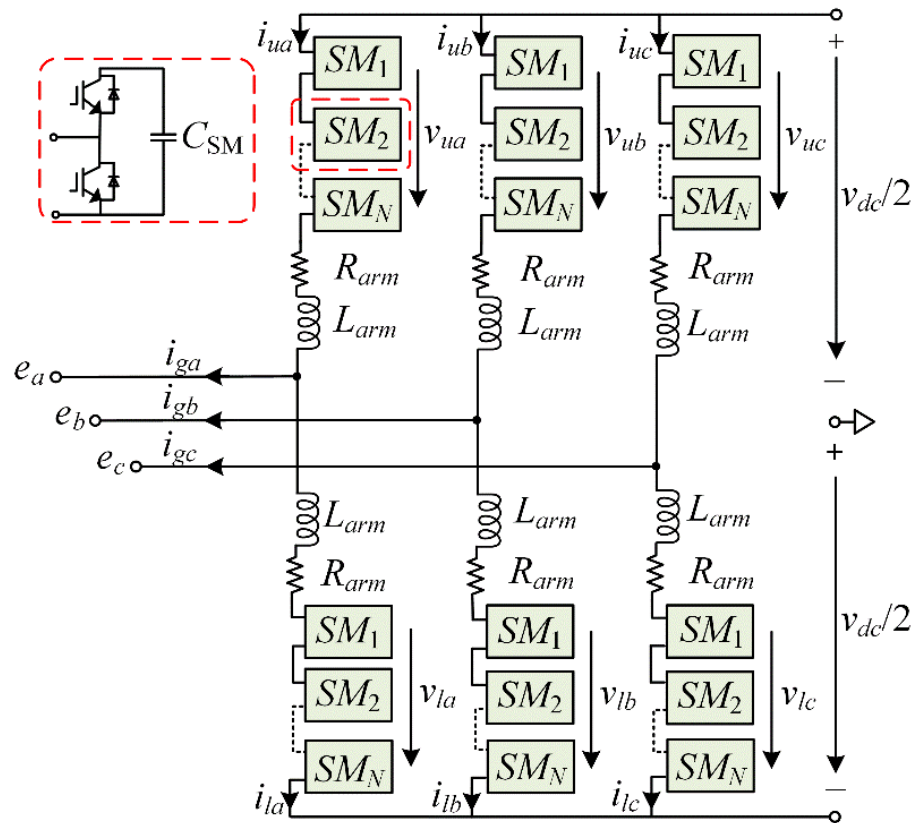 i_ua i_ub i_uc +
SM_1 SM_1 SM_1
C_SM SM_2 v_ua SM_2 v_ub SM_2 v_uc
SM_N SM_N SM_N v_dc/2
R_arm R_arm R_arm
L_arm L_arm L_arm
e_a i_ga −
e_b i_gb
e_c i_gc +
L_arm L_arm L_arm
R_arm R_arm R_arm
SM_1 SM_1 SM_1 v_dc/2
SM_2 v_la SM_2 v_lb SM_2 v_lc
SM_N SM_N SM_N −
i_la i_lb i_lc